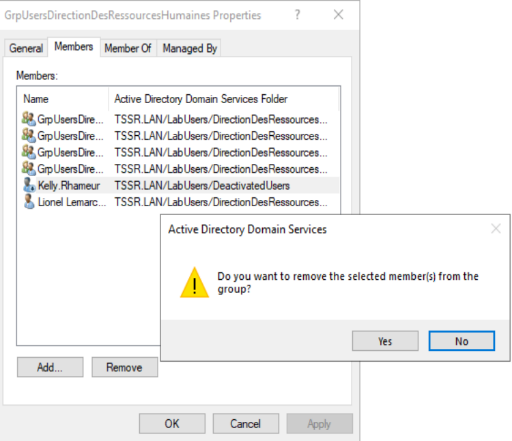 GrpUsersDirectionDesRessourcesHumaines Properties ? ×
General Members Member Of Managed By
Members:
Name Active Directory Domain Services Folder
GrpUsersDire... TSSR.LAN/LabUsers/DirectionDesRessources...
GrpUsersDire... TSSR.LAN/LabUsers/DirectionDesRessources...
GrpUsersDire... TSSR.LAN/LabUsers/DirectionDesRessources...
GrpUsersDire... TSSR.LAN/LabUsers/DirectionDesRessources...
Kelly.Rhameur TSSR.LAN/LabUsers/DeactivatedUsers
Lionel Lemarc... TSSR.LAN/LabUsers/DirectionDesRessources...
Active Directory Domain Services ×
Do you want to remove the selected member(s) from the
group?
Yes No
Add... Remove
OK Cancel Apply